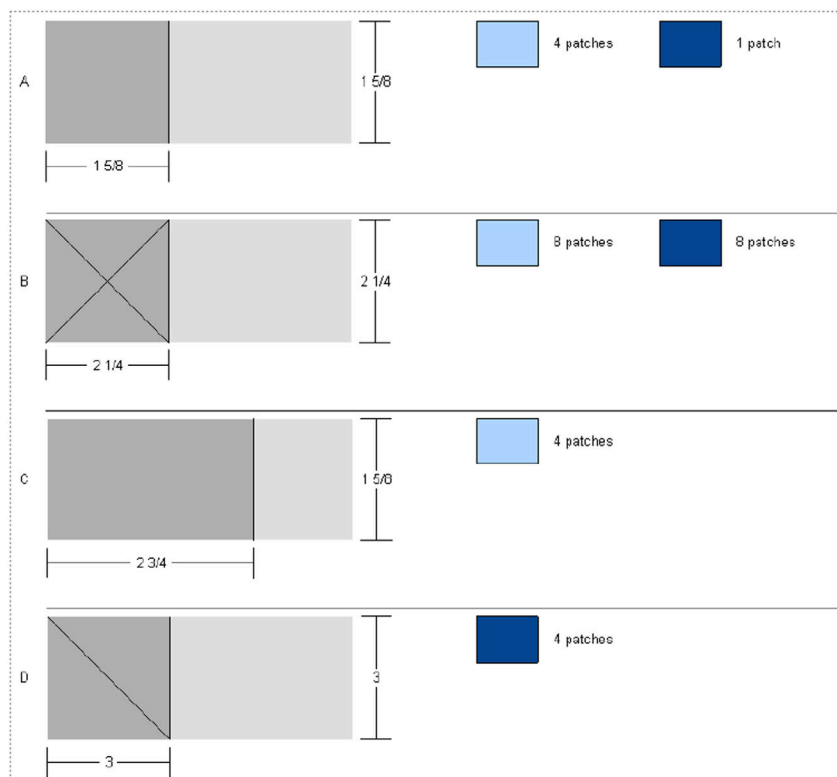 4 patches 1 patch
A 1 5/8
1 5/8
8 patches 8 patches
B 2 1/4
2 1/4
4 patches
C 1 5/8
2 3/4
4 patches
D 3
3